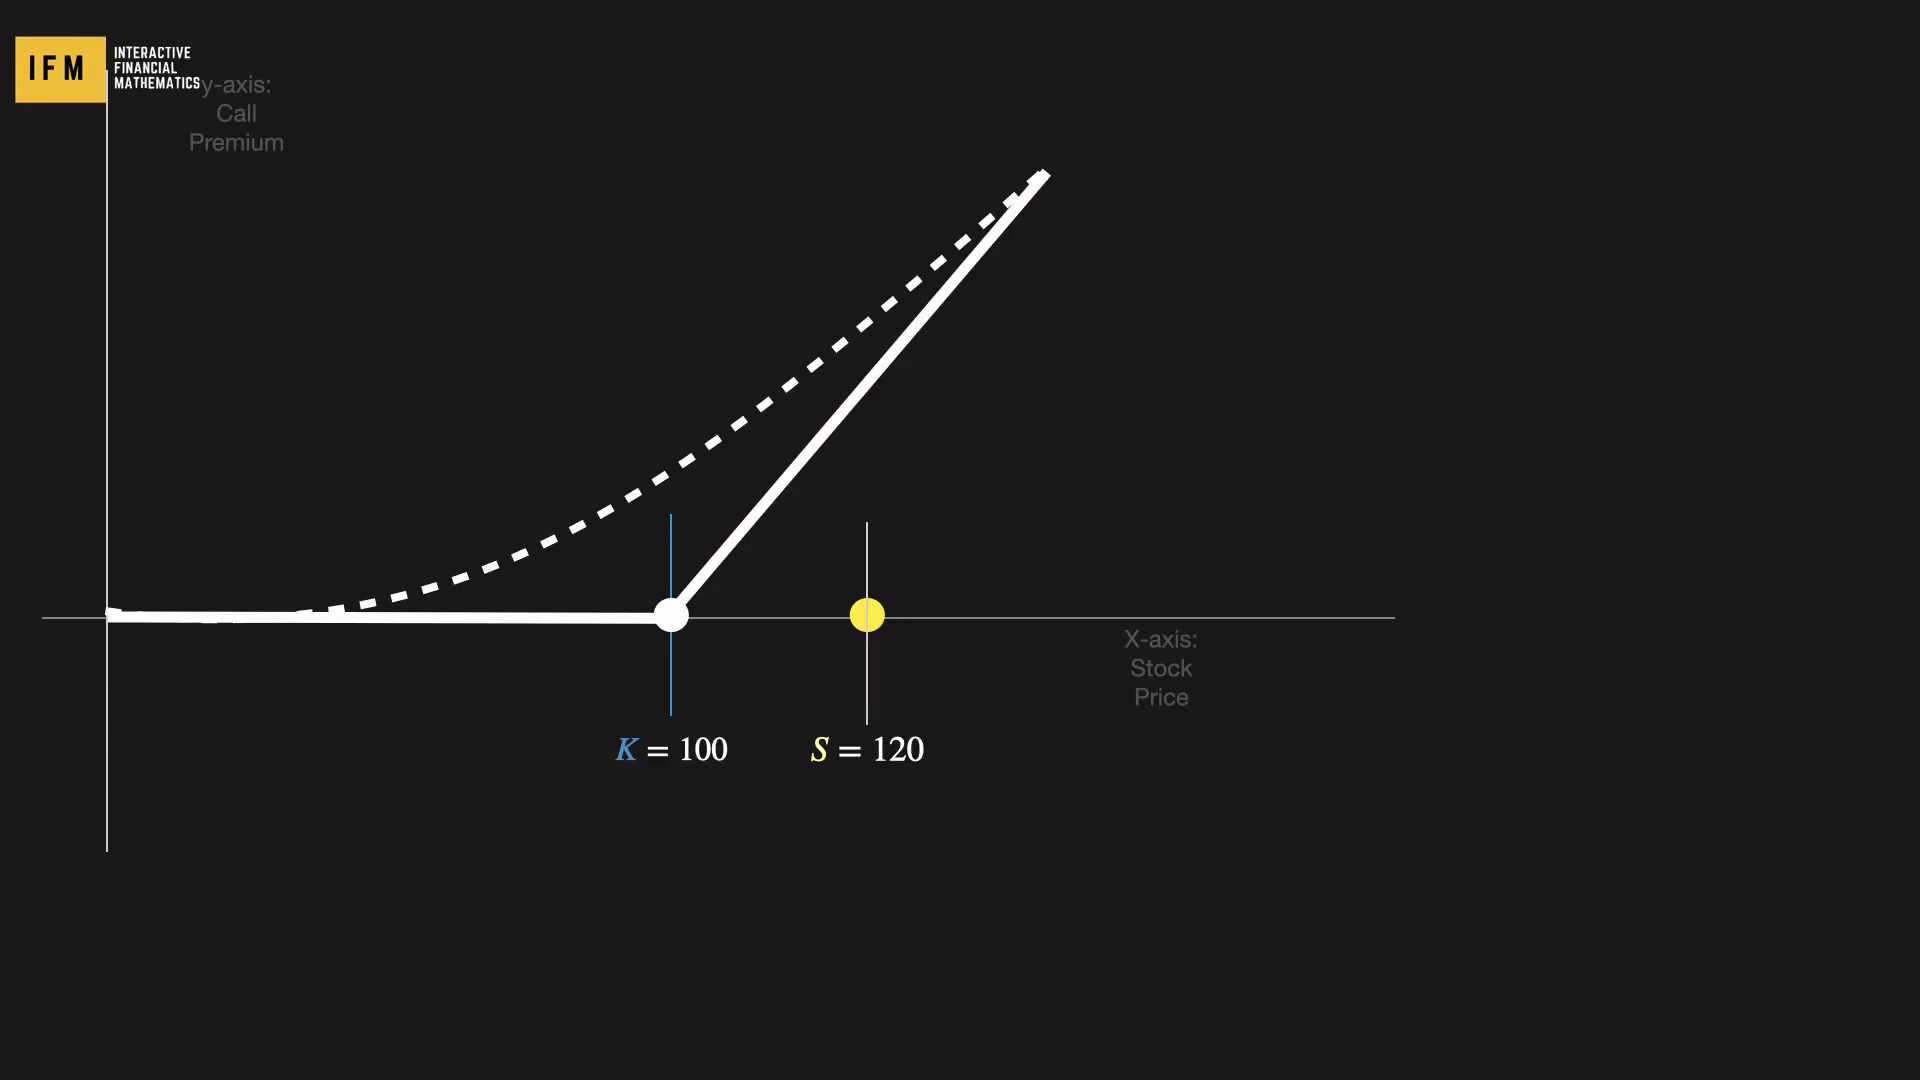 IFM
INTERACTIVE
FINANCIAL
MATHEMATICS
y-axis:
Call
Premium
X-axis:
Stock
Price
K = 100
S = 120